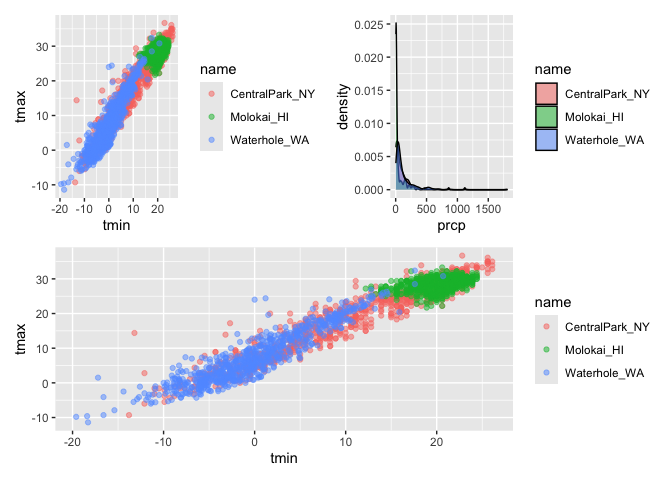 30
20
10
0
-10
tmax
-20 -10 0 10 20
tmin
name
CentralPark_NY
Molokai_HI
Waterhole_WA
0.025
0.020
0.015
0.010
0.005
0.000
density
0 500 1000 1500
prcp
name
CentralPark_NY
Molokai_HI
Waterhole_WA
30
20
10
0
-10
tmax
-20 -10 0 10 20
tmin
name
CentralPark_NY
Molokai_HI
Waterhole_WA